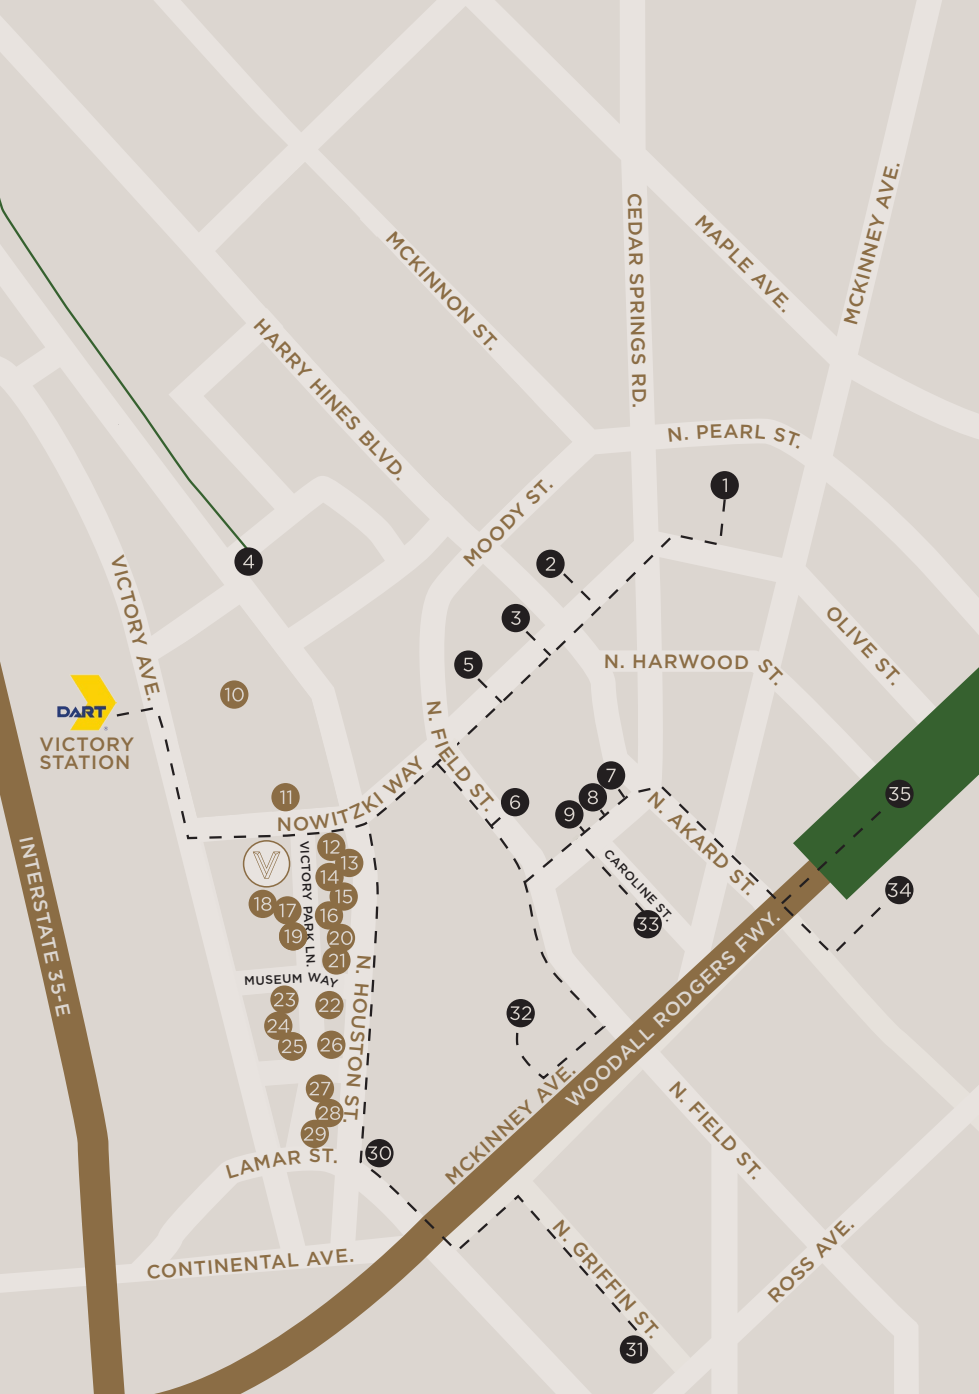 MCKINNEY AVE.
CEDAR SPRINGS RD.
MAPLE AVE.
MCKINNON ST.
HARRY HINES BLVD.
N. PEARL ST.
1
MOODY ST.
4
2
VICTORY AVE.
3
OLIVE ST.
5
N. HARWOOD ST.
10
DART
VICTORY
STATION
N. FIELD ST.
7
11
8
6
35
9
NOWITZKI WAY
N. AKARD ST.
12
13
V
14
VICTORY PARK LN.
CAROLINE ST.
34
15
18
17
16
33
19
20
21
INTERSTATE 35-E
MUSEUM WAY
N. HOUSTON ST.
23
22
32
24
25
26
WOODALL RODGERS FWY.
27
28
29
MCKINNEY AVE.
N. FIELD ST.
30
LAMAR ST.
CONTINENTAL AVE.
N. GRIFFIN ST.
ROSS AVE.
31